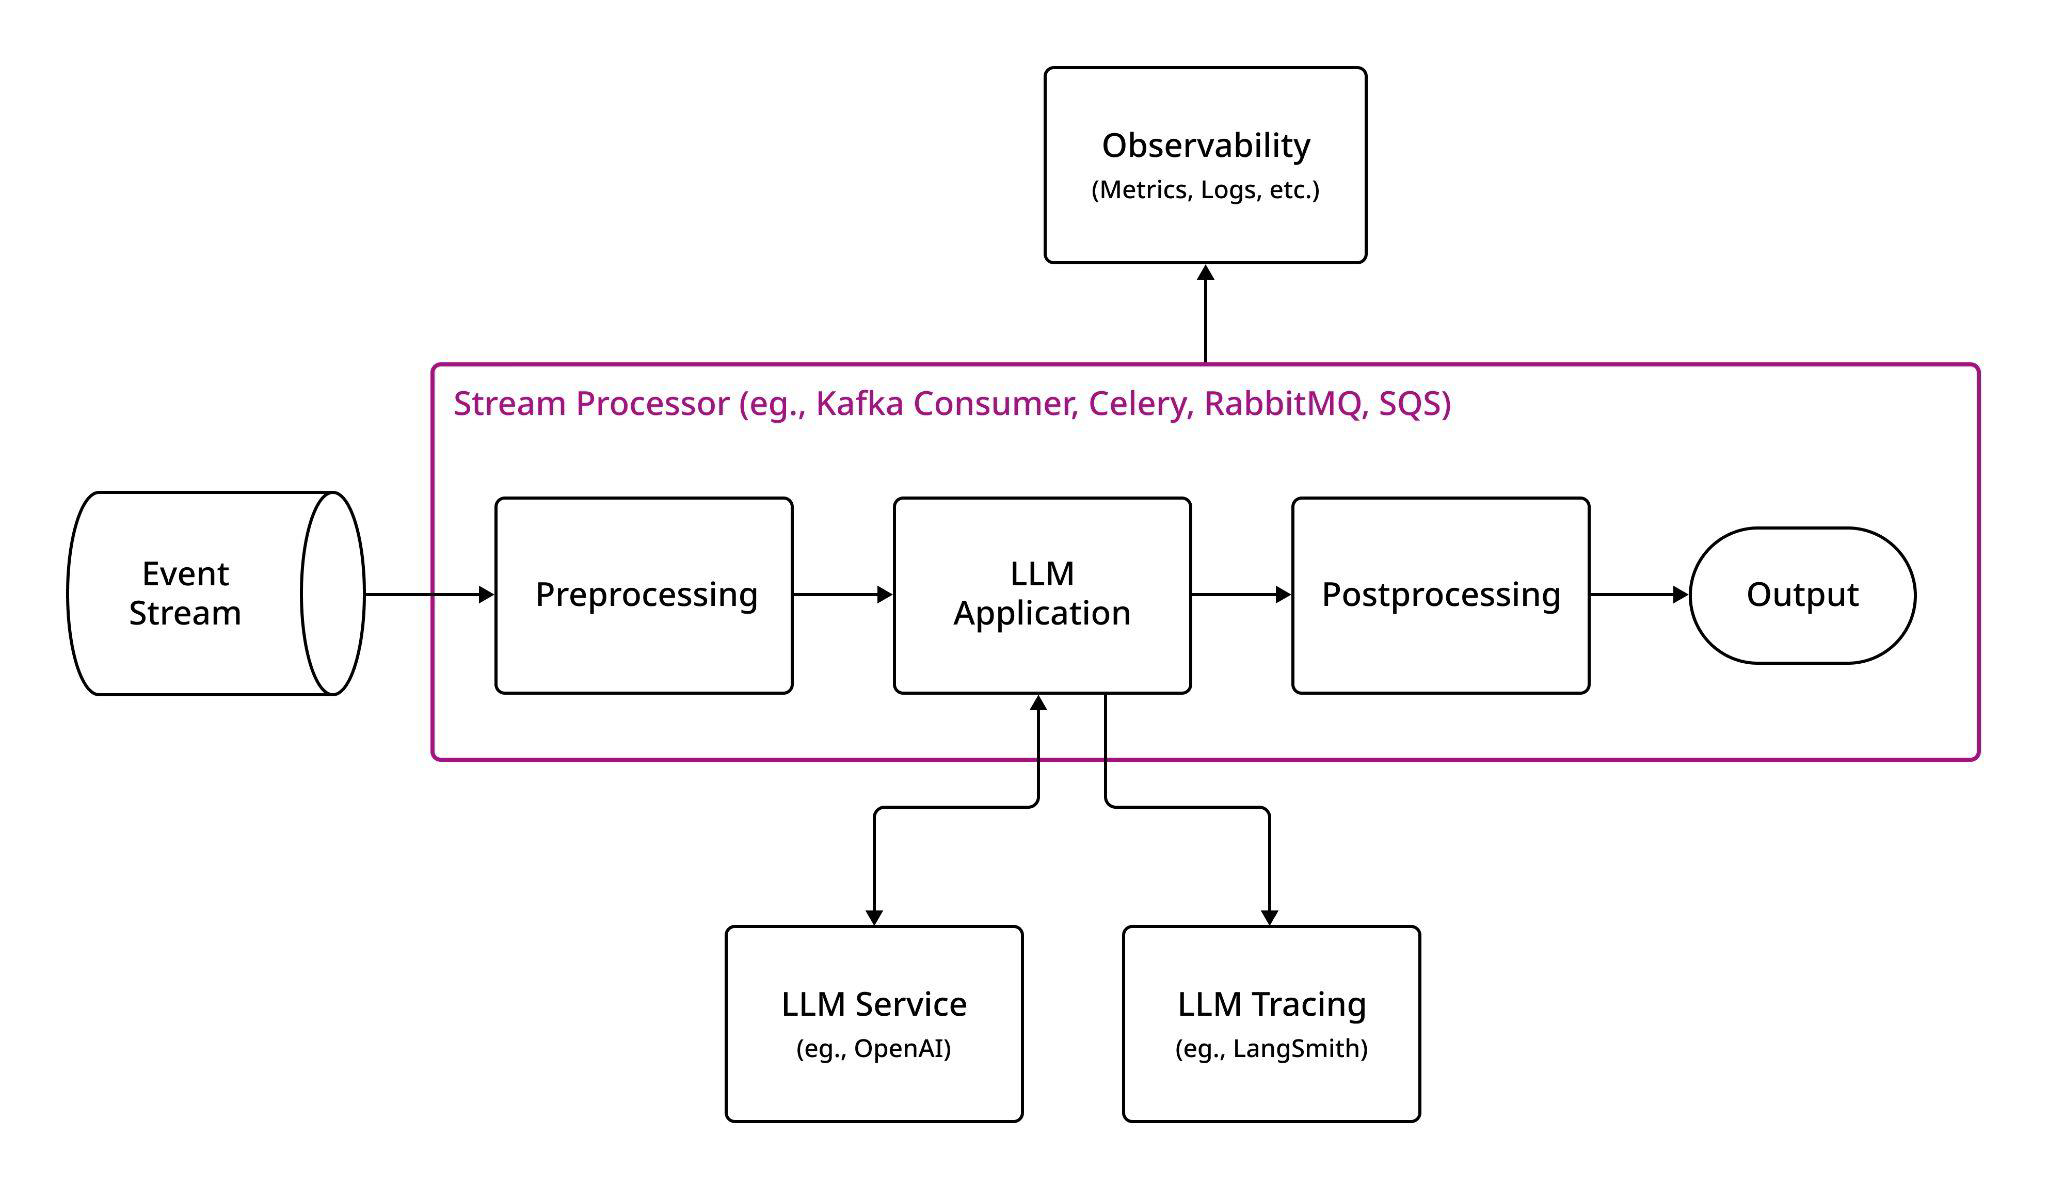 Observability
(Metrics, Logs, etc.)
Stream Processor (eg., Kafka Consumer, Celery, RabbitMQ, SQS)
Event
Stream
Preprocessing
LLM
Application
Postprocessing
Output
LLM Service
(eg., OpenAI)
LLM Tracing
(eg., LangSmith)